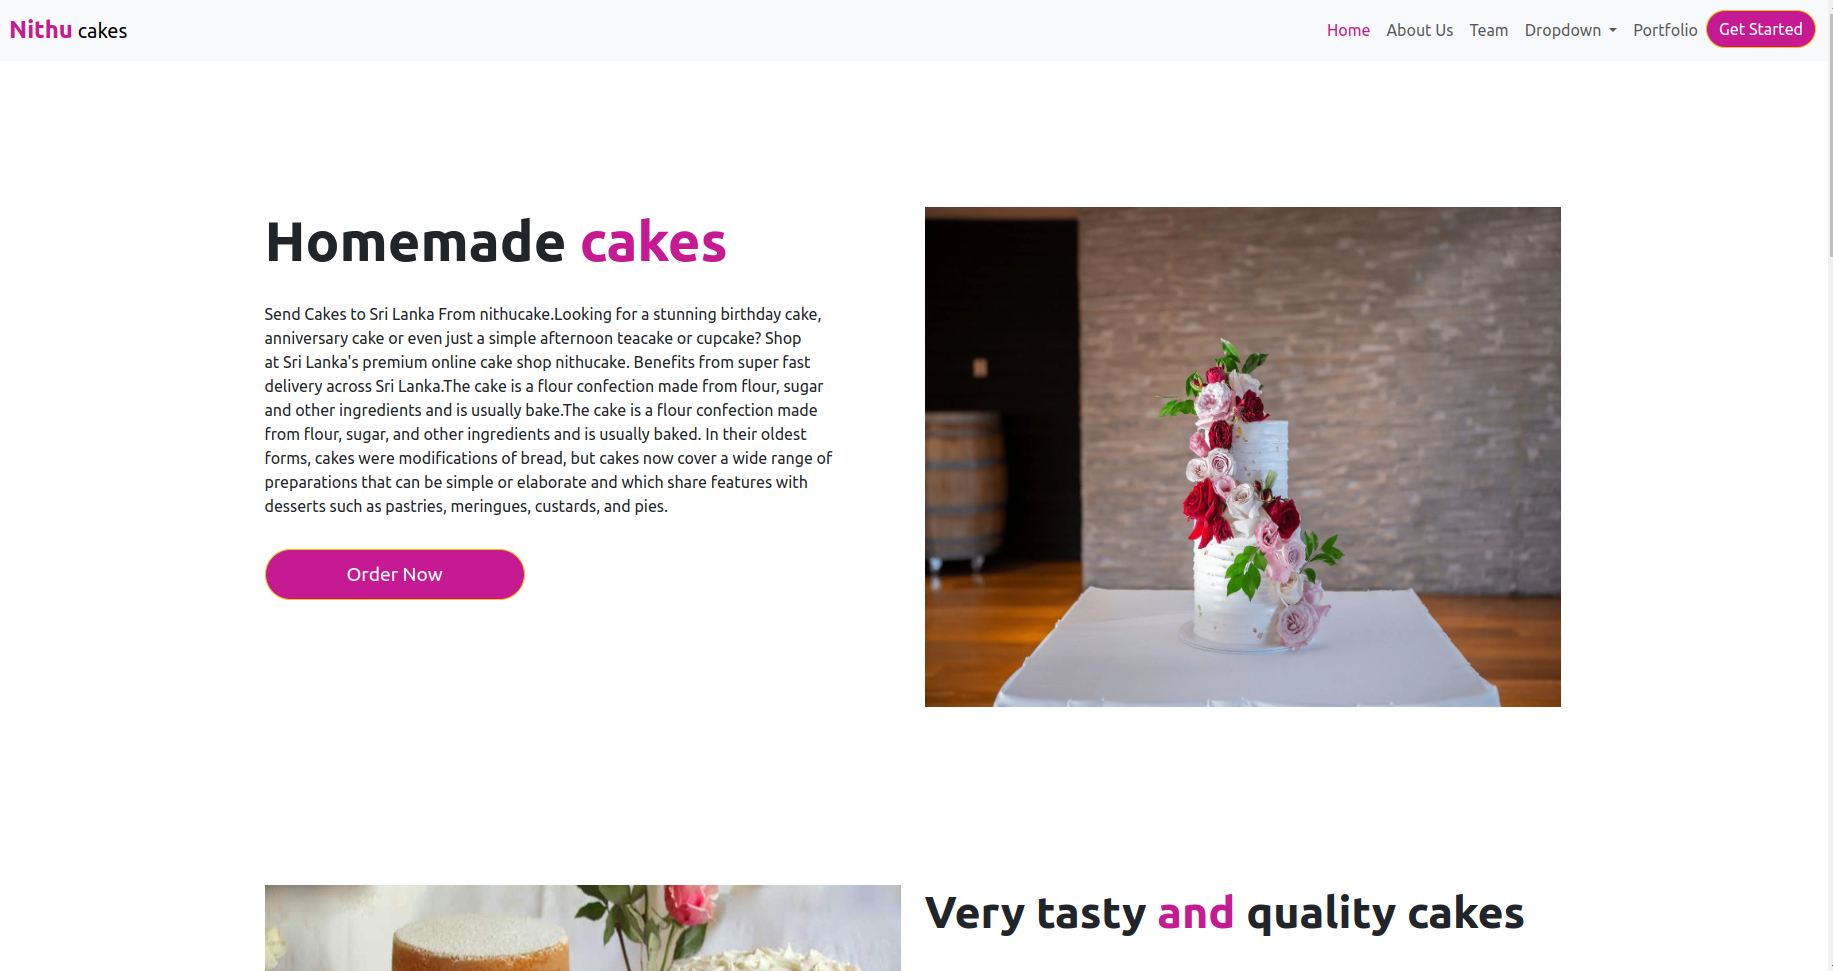 Nithu cakes
Home About Us Team Dropdown Portfolio Get Started
Homemade cakes
Send Cakes to Sri Lanka From nithucake.Looking for a stunning birthday cake,
anniversary cake or even just a simple afternoon teacake or cupcake? Shop
at Sri Lanka's premium online cake shop nithucake. Benefits from super fast
delivery across Sri Lanka.The cake is a flour confection made from flour, sugar
and other ingredients and is usually bake.The cake is a flour confection made
from flour, sugar, and other ingredients and is usually baked. In their oldest
forms, cakes were modifications of bread, but cakes now cover a wide range of
preparations that can be simple or elaborate and which share features with
desserts such as pastries, meringues, custards, and pies.
Order Now
Very tasty and quality cakes